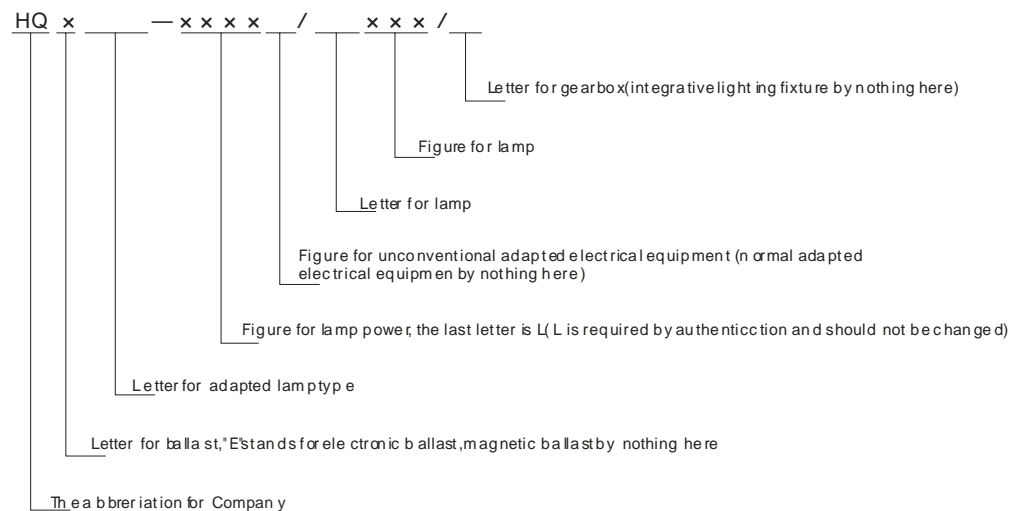 HQ × — × × × × / × × × /
Letter for gearbox(integrative lighting fixture by nothing here)
Figure for lamp
Letter for lamp
Figure for unconventional adapted electrical equipment (normal adapted
electrical equipmen by nothing here)
Figure for lamp power, the last letter is L( L is required by authenticction and should not be changed)
Letter for adapted lamp type
Letter for ballast,"E"stands for electronic ballast,magnetic ballast by nothing here
The abbreriation for Company